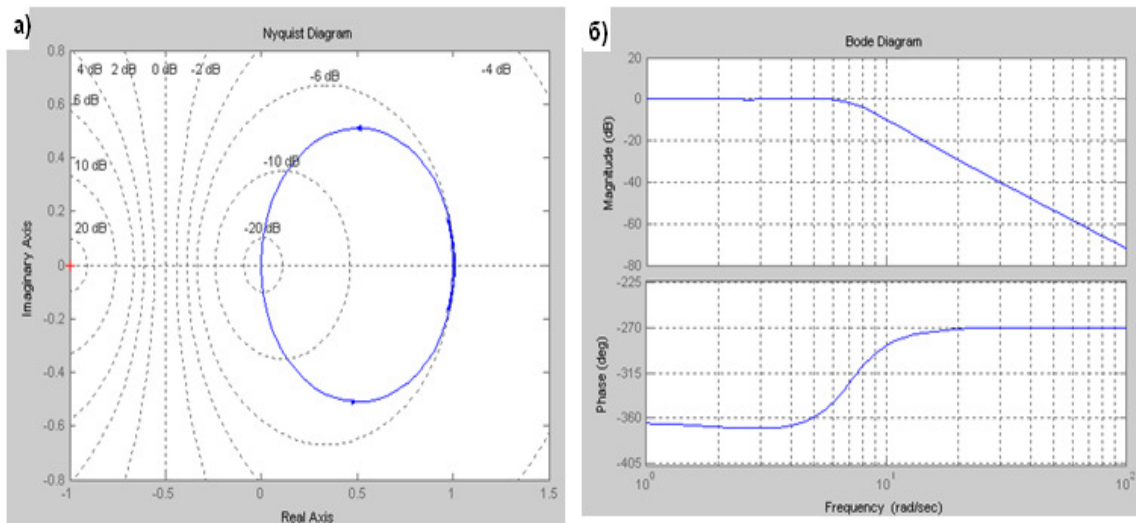 а)
Nyquist Diagram
0.8
4 dB 2 dB 0 dB -2 dB
-4 dB
-6 dB
6 dB
0.6
0.4
10 dB
-10 dB
0.2
20 dB
-20 dB
0
-0.2
-0.4
-0.6
-0.8
Imaginary Axis
-1 -0.5 0 0.5 1 1.5
Real Axis
б)
Bode Diagram
20
0
-20
-40
-60
-80
Magnitude (dB)
-225
-270
-315
-360
-405
Phase (deg)
10⁰ 10¹ 10²
Frequency (rad/sec)